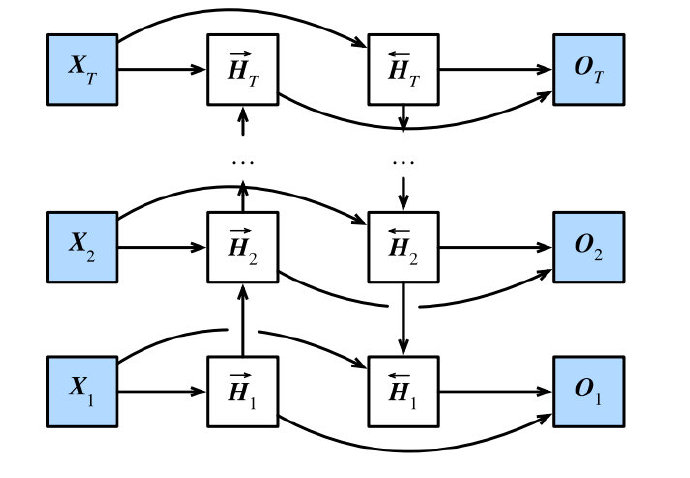 X_T →H_T ←H_T O_T
... ...
X_2 →H_2 ←H_2 O_2
X_1 →H_1 ←H_1 O_1